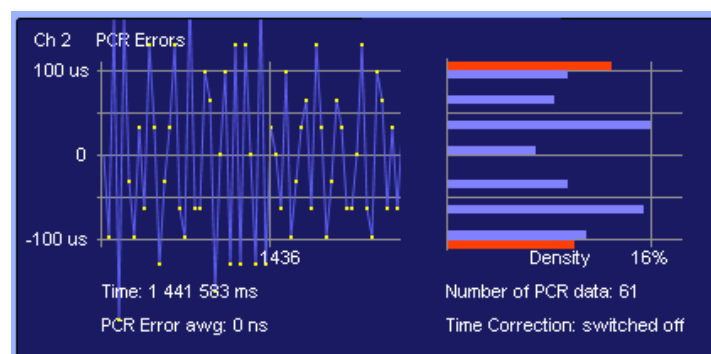 Ch 2 PCR Errors
100 us
0
-100 us
1436
Density 16%
Time: 1 441 583 ms
Number of PCR data: 61
PCR Error awg: 0 ns
Time Correction: switched off